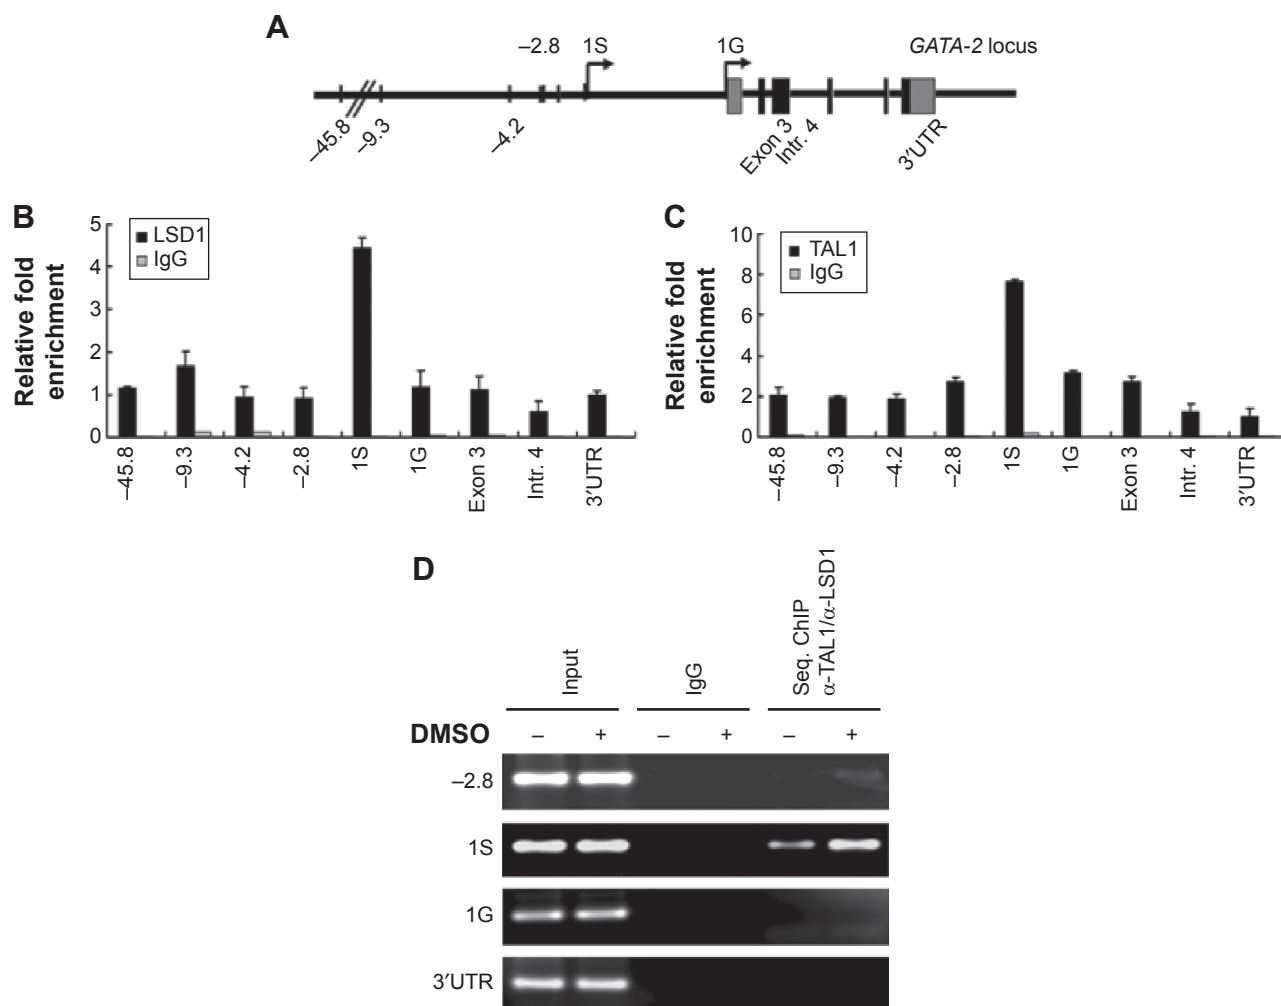 A
–2.8 1S 1G GATA-2 locus
–45.8 –9.3 –4.2 Exon 3 Intr. 4 3′UTR
B
Relative fold
enrichment
5
4
3
2
1
0
LSD1
IgG
–45.8 –9.3 –4.2 –2.8 1S 1G Exon 3 Intr. 4 3′UTR
C
Relative fold
enrichment
10
8
6
4
2
0
TAL1
IgG
–45.8 –9.3 –4.2 –2.8 1S 1G Exon 3 Intr. 4 3′UTR
D
Input IgG Seq. ChIP
α-TAL1/α-LSD1
DMSO – + – + – +
–2.8
1S
1G
3′UTR